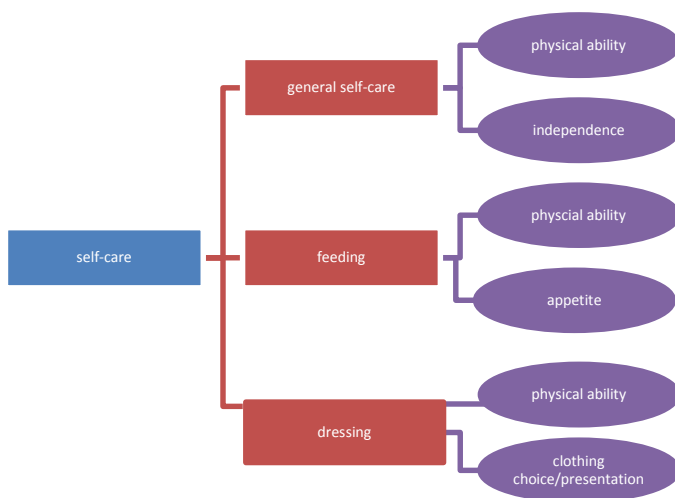 self-care
general self-care
physical ability
independence
feeding
physcial ability
appetite
dressing
physical ability
clothing
choice/presentation